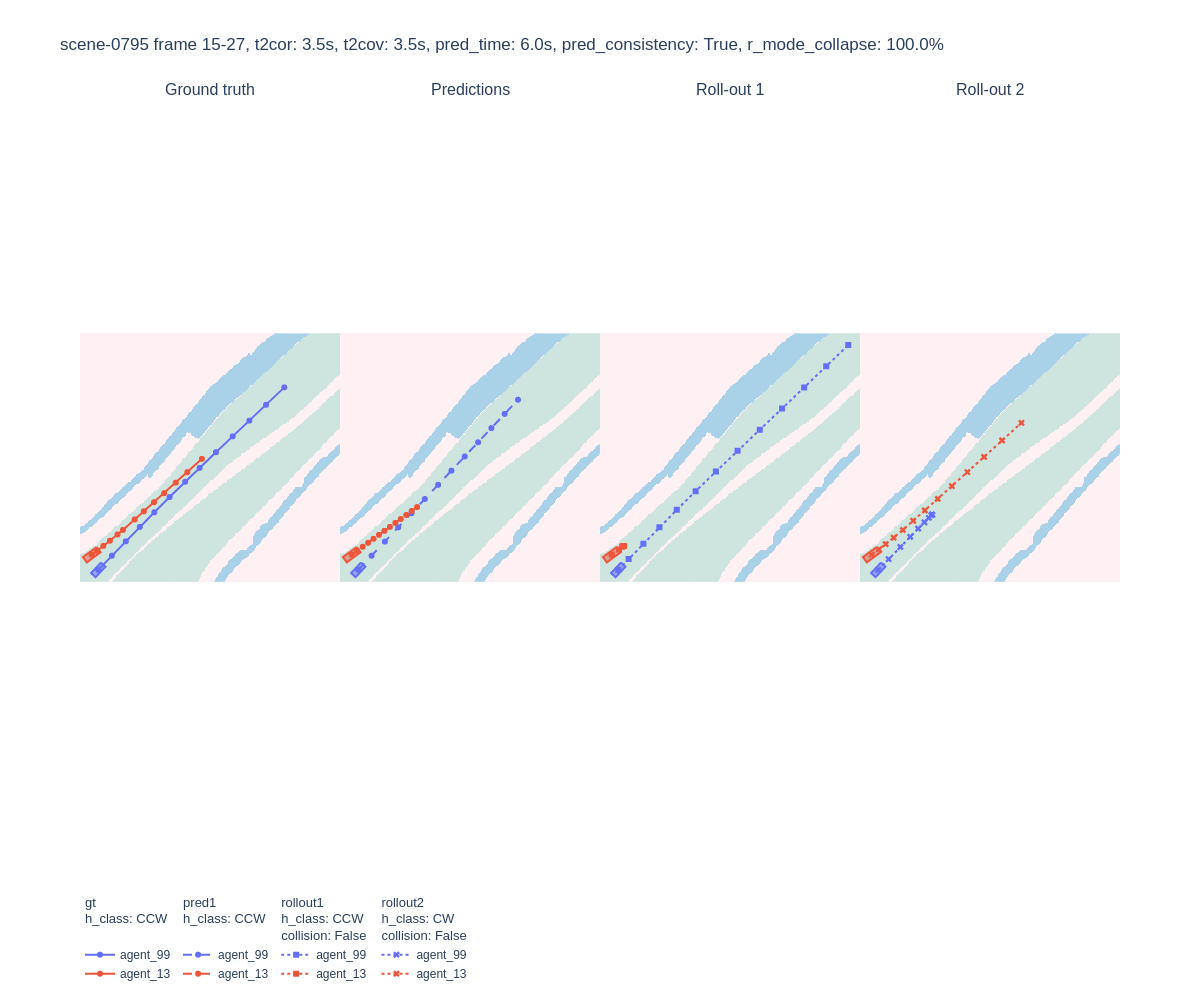 scene-0795 frame 15-27, t2cor: 3.5s, t2cov: 3.5s, pred_time: 6.0s, pred_consistency: True, r_mode_collapse: 100.0%
Ground truth
Predictions
Roll-out 1
Roll-out 2
gt
h_class: CCW
agent_99
agent_13
pred1
h_class: CCW
agent_99
agent_13
rollout1
h_class: CCW
collision: False
agent_99
agent_13
rollout2
h_class: CW
collision: False
agent_99
agent_13